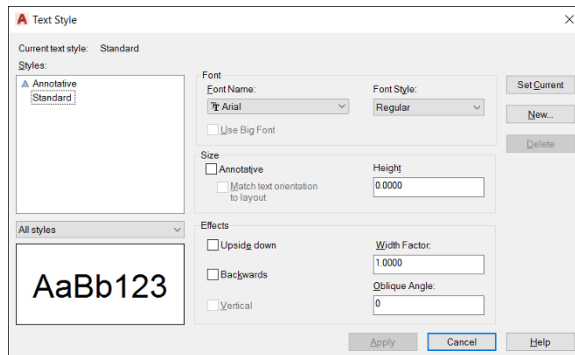 A Text Style
Current text style: Standard
Styles:
Annotative
Standard
All styles
AaBb123
Font
Font Name:
Arial
Use Big Font
Font Style:
Regular
Size
Annotative
Match text orientation
to layout
Height
0.0000
Effects
Upside down
Backwards
Vertical
Width Factor:
1.0000
Oblique Angle:
0
Set Current
New...
Delete
Apply
Cancel
Help